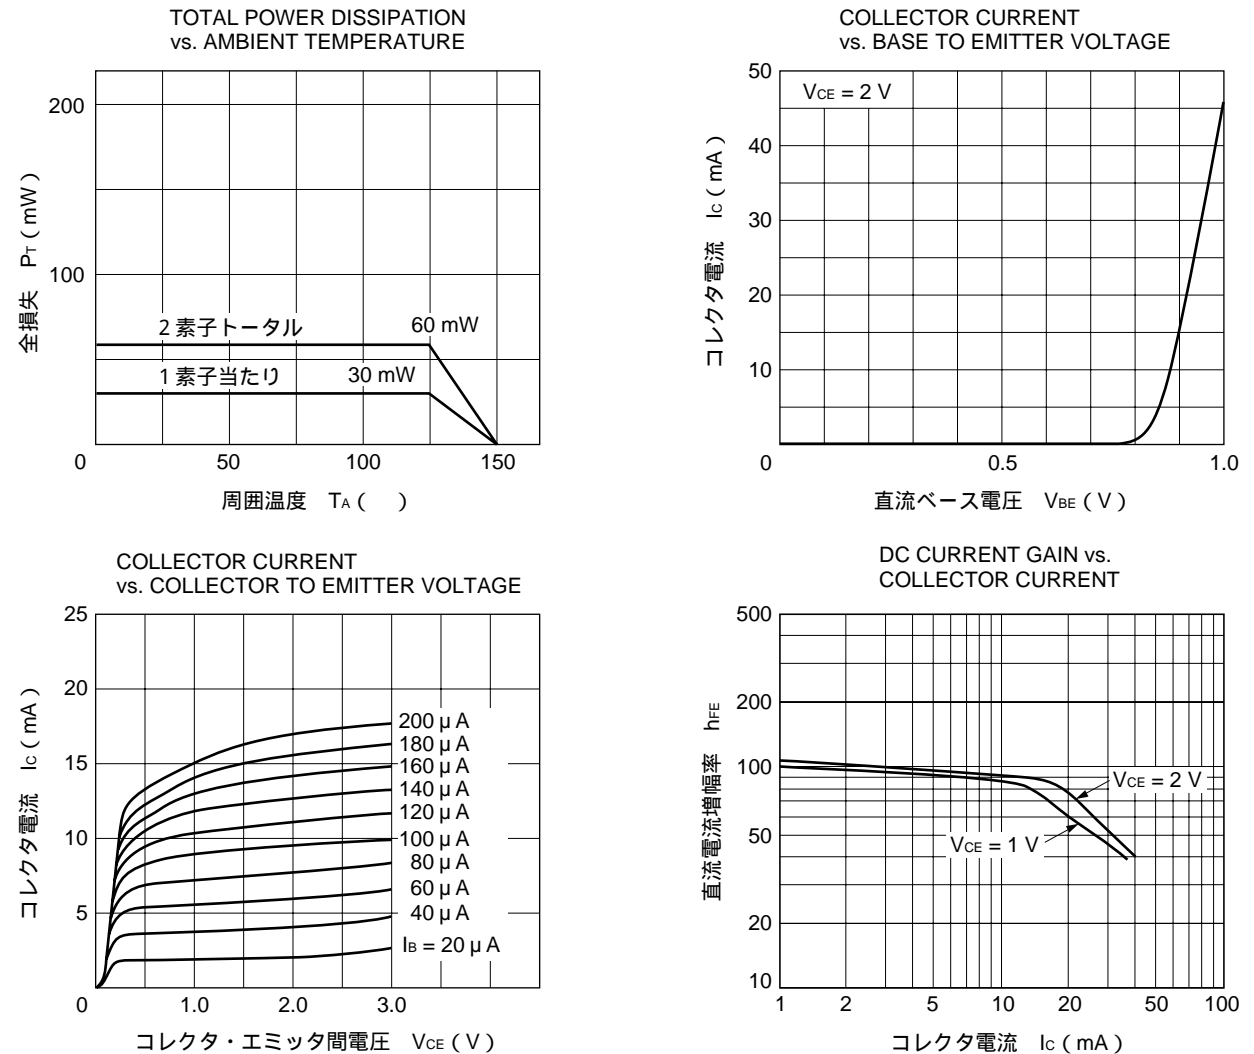 TOTAL POWER DISSIPATION
vs. AMBIENT TEMPERATURE
全損失 PT ( mW )
200
100
0
2 素子トータル
60 mW
1 素子当たり
30 mW
50
100
150
周囲温度 TA ( )
COLLECTOR CURRENT
vs. BASE TO EMITTER VOLTAGE
コレクタ電流 IC ( mA )
VCE = 2 V
50
40
30
20
10
0
0.5
1.0
直流ベース電圧 VBE ( V )
COLLECTOR CURRENT
vs. COLLECTOR TO EMITTER VOLTAGE
コレクタ電流 IC ( mA )
25
20
15
10
5
0
200 μ A
180 μ A
160 μ A
140 μ A
120 μ A
100 μ A
80 μ A
60 μ A
40 μ A
IB = 20 μ A
1.0
2.0
3.0
コレクタ・エミッタ間電圧 VCE ( V )
DC CURRENT GAIN vs.
COLLECTOR CURRENT
直流電流増幅率 hFE
500
200
100
50
20
10
VCE = 2 V
VCE = 1 V
1
2
5
10
20
50
100
コレクタ電流 IC ( mA )